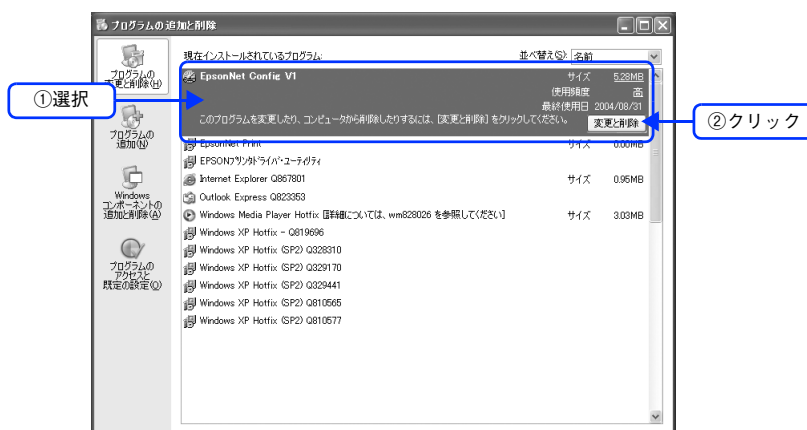 プログラムの追加と削除
現在インストールされているプログラム:
並べ替え(S): 名前
プログラムの
変更と削除(H)
EpsonNet Config V1
サイズ 5.28MB
使用頻度 高
最終使用日 2004/08/31
このプログラムを変更したり、コンピュータから削除したりするには、[変更と削除] をクリックしてください。
変更と削除
①選択
②クリック
プログラムの
追加(N)
Windows
コンポーネントの
追加と削除(A)
プログラムの
アクセスと
既定の設定(O)
EpsonNet Print
サイズ 0.00MB
EPSONプリンタドライバ・ユーティリティ
Internet Explorer Q867801
サイズ 0.95MB
Outlook Express Q823353
Windows Media Player Hotfix [詳細については、wm828026 を参照してください]
サイズ 3.03MB
Windows XP Hotfix - Q819696
Windows XP Hotfix (SP2) Q328310
Windows XP Hotfix (SP2) Q329170
Windows XP Hotfix (SP2) Q329441
Windows XP Hotfix (SP2) Q810565
Windows XP Hotfix (SP2) Q810577